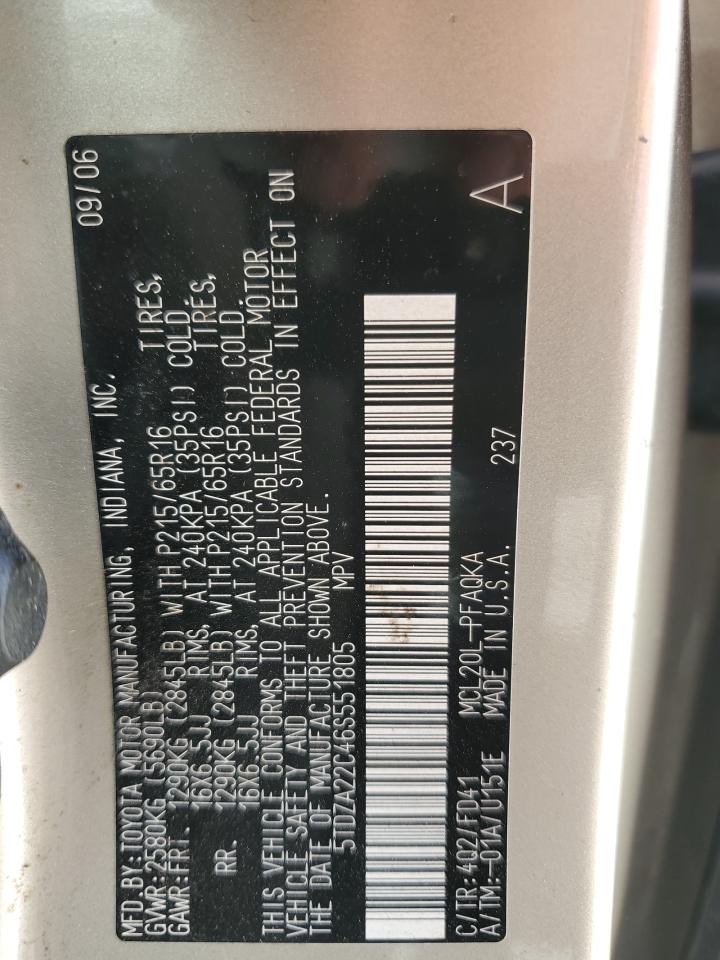 MFD.BY:TOYOTA MOTOR MANUFACTURING, INDIANA, INC. 09/06
GVWR:2580KG (5690LB)
GAWR:FRT. 1290KG (2845LB) WITH P215/65R16 TIRES,
16X6.5JJ RIMS, AT 240KPA (35PSI) COLD
RR. 1290KG (2845LB) WITH P215/65R16 TIRES,
16X6.5JJ RIMS, AT 240KPA (35PSI) COLD.
THIS VEHICLE CONFORMS TO ALL APPLICABLE FEDERAL MOTOR
VEHICLE SAFETY AND THEFT PREVENTION STANDARDS IN EFFECT ON
THE DATE OF MANUFACTURE SHOWN ABOVE.
5TDZA22C46S551805 MPV
C/TR:4Q2/FD41 MCL20L-PFAQKA
A/TM:-01A/U151E MADE IN U.S.A. 237 A